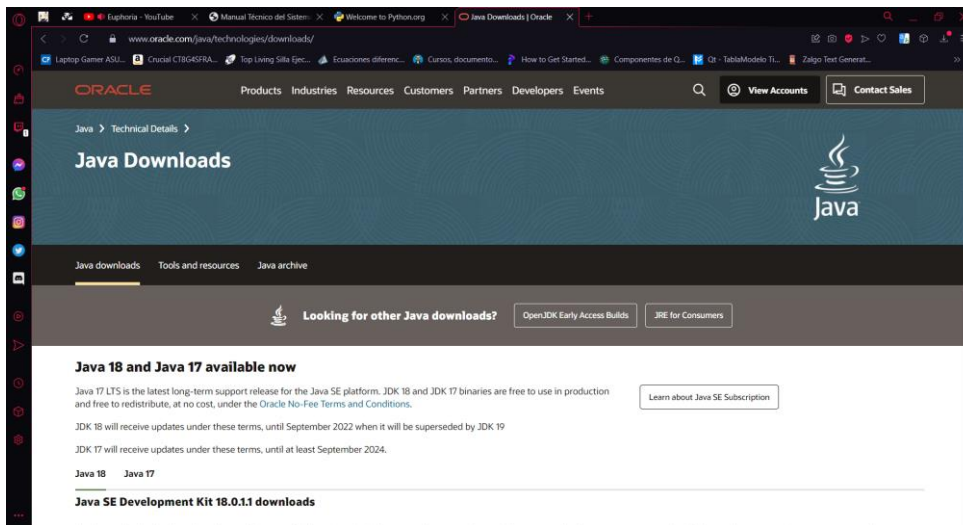 Euphoria - YouTube
Manual Técnico del Sistem
Welcome to Python.org
Java Downloads | Oracle
www.oracle.com/java/technologies/downloads/
Laptop Gamer ASU...
Crucial CT8G4SFRA...
Top Living Silla Ejec...
Ecuaciones diferenc...
Cursos, documento...
How to Get Started...
Componentes de Q...
Qt - TablaModelo Ti...
Zalgo Text Generat...
ORACLE
Products Industries Resources Customers Partners Developers Events
View Accounts
Contact Sales
Java > Technical Details >
Java Downloads
Java
Java downloads Tools and resources Java archive
Looking for other Java downloads?
OpenJDK Early Access Builds
JRE for Consumers
Java 18 and Java 17 available now
Java 17 LTS is the latest long-term support release for the Java SE platform. JDK 18 and JDK 17 binaries are free to use in production
and free to redistribute, at no cost, under the Oracle No-Fee Terms and Conditions.
Learn about Java SE Subscription
JDK 18 will receive updates under these terms, until September 2022 when it will be superseded by JDK 19
JDK 17 will receive updates under these terms, until at least September 2024.
Java 18 Java 17
Java SE Development Kit 18.0.1.1 downloads